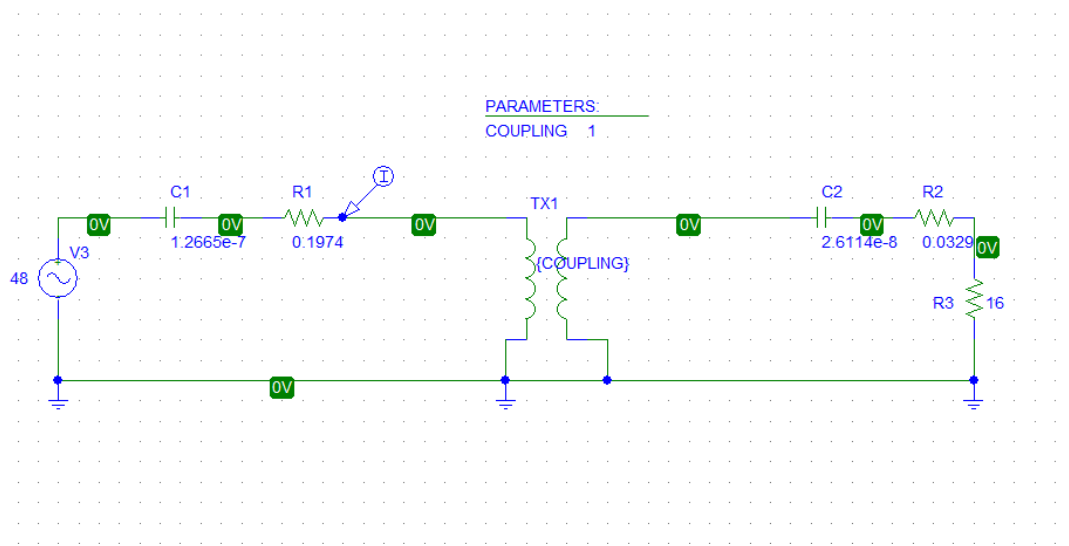 PARAMETERS:
COUPLING 1
I
C1
R1
TX1
C2
R2
0V
0V
0V
0V
0V
0V
1.2665e-7
0.1974
2.6114e-8
0.0329
V3
48
{COUPLING}
R3
16
0V